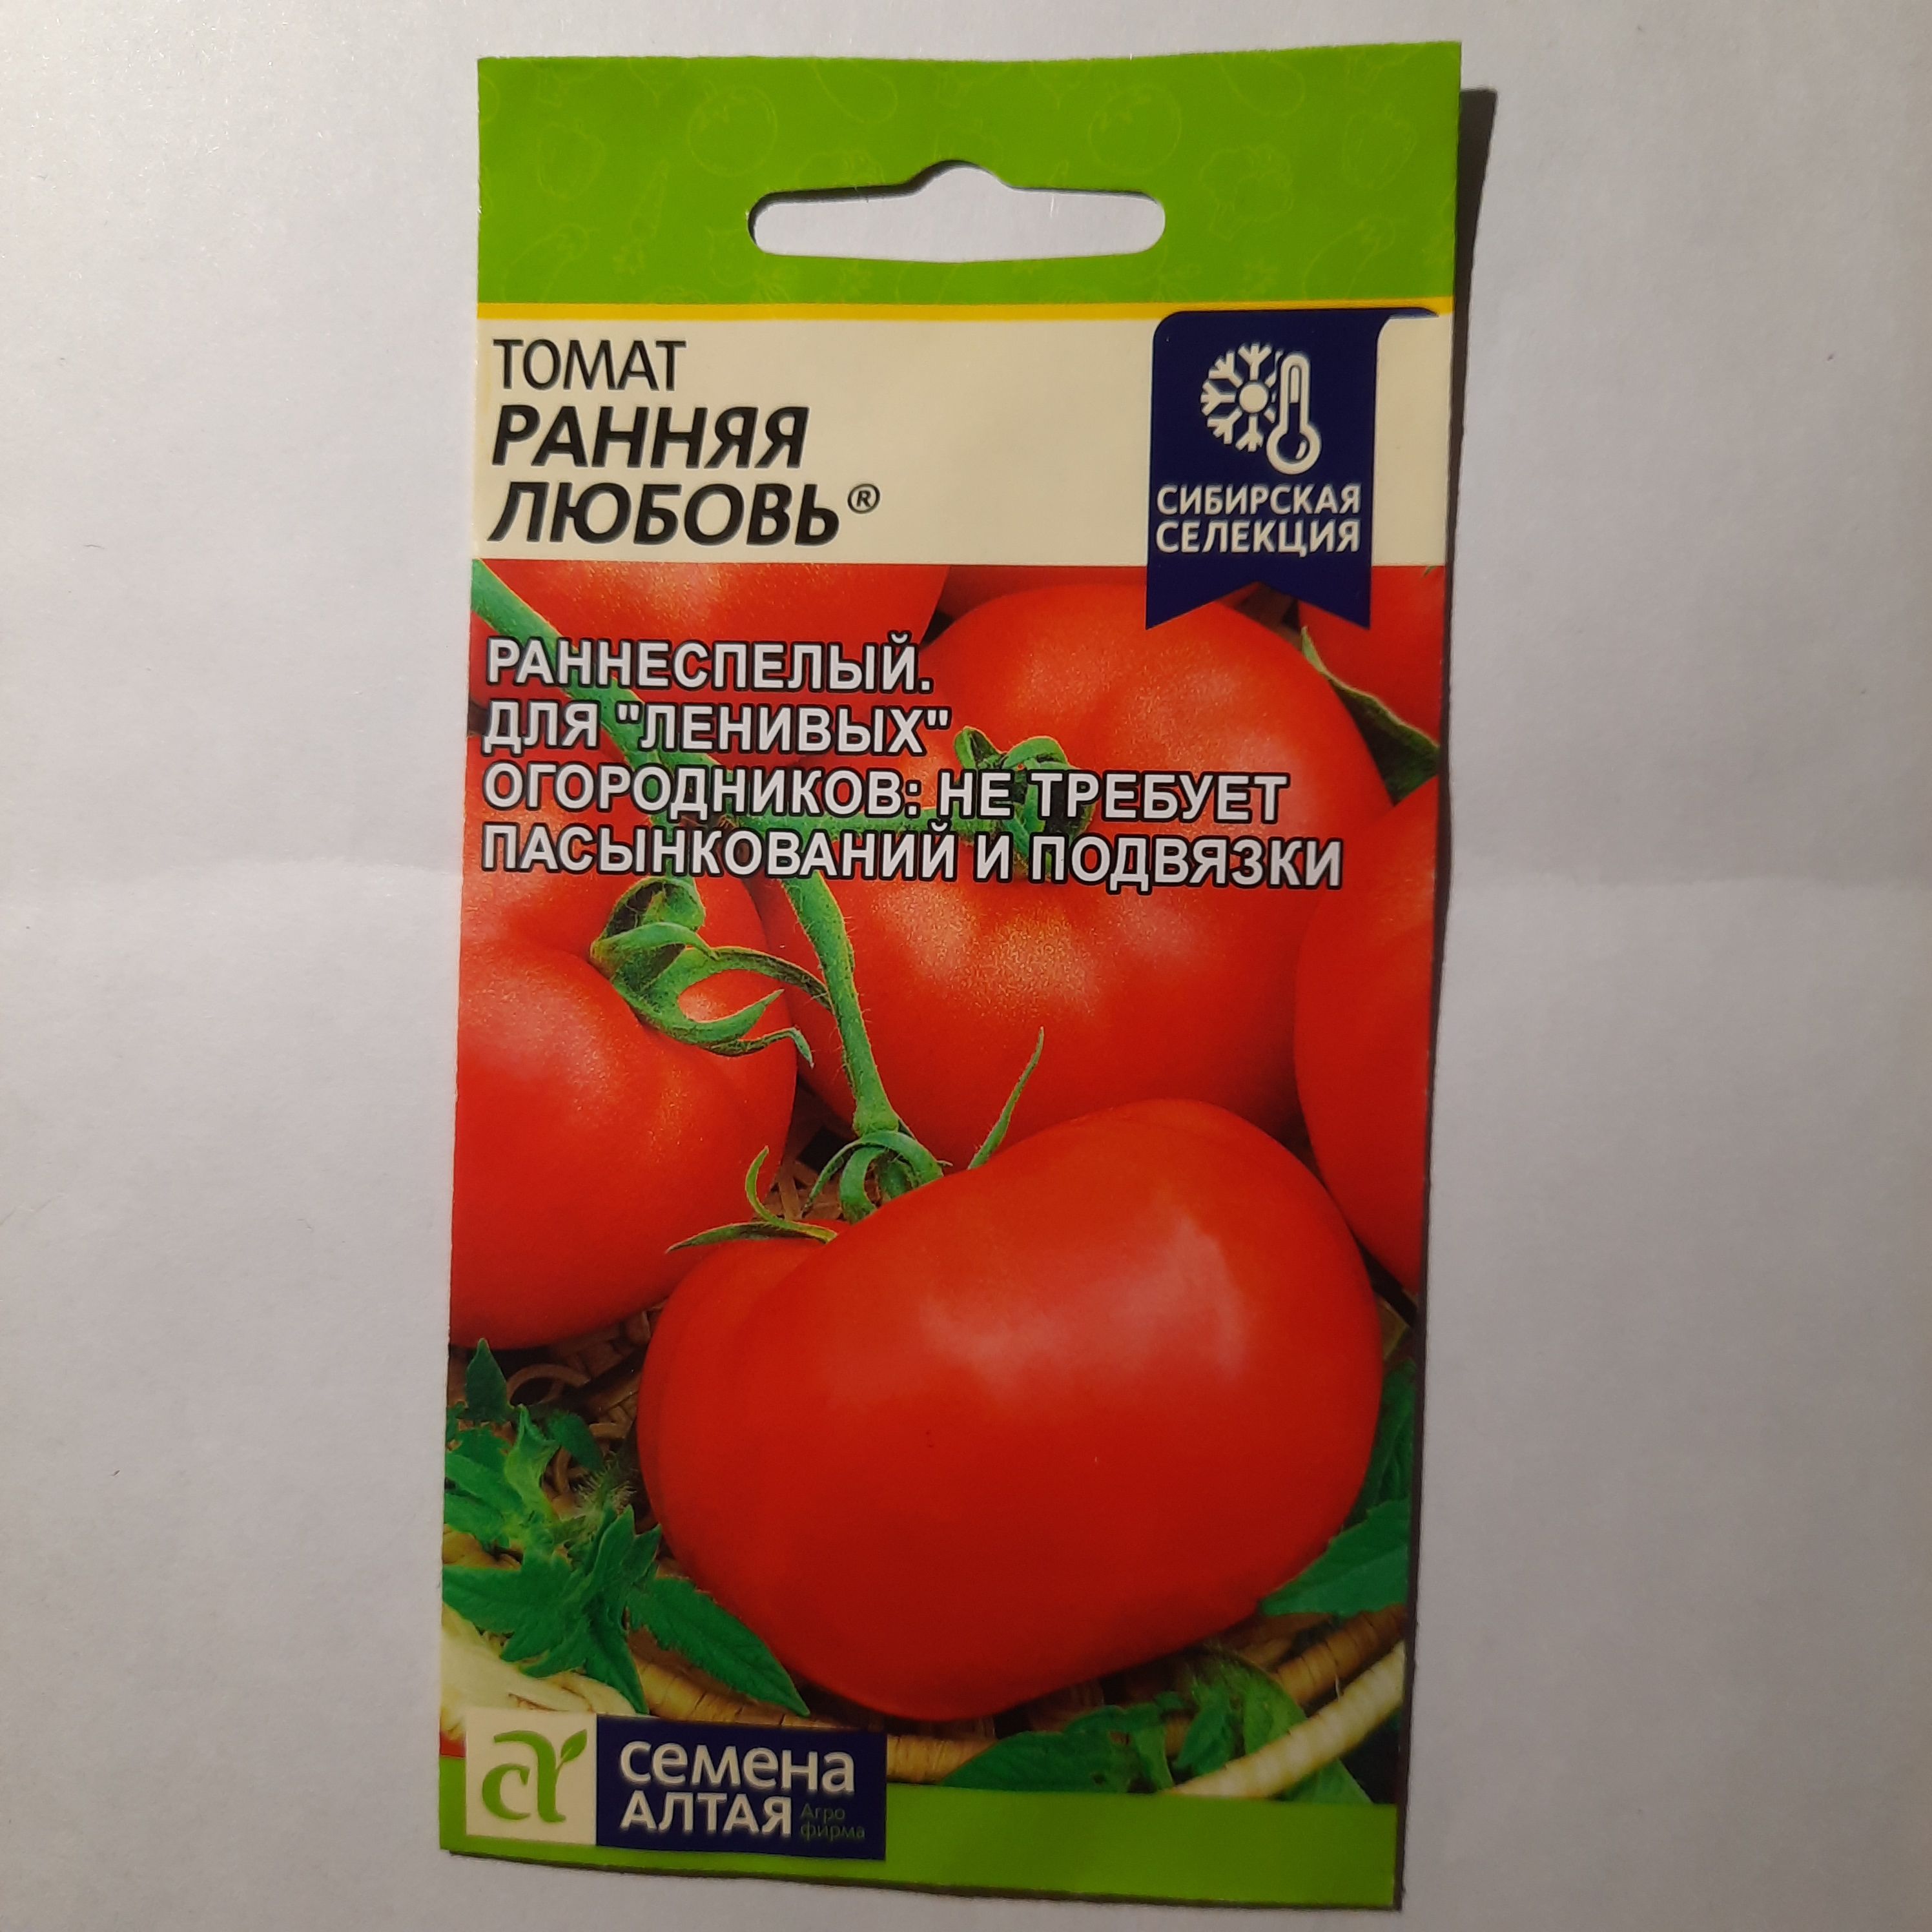 ТОМАТ
РАННЯЯ
ЛЮБОВЬ®
СИБИРСКАЯ
СЕЛЕКЦИЯ
РАННЕСПЕЛЫЙ.
ДЛЯ "ЛЕНИВЫХ"
ОГОРОДНИКОВ: НЕ ТРЕБУЕТ
ПАСЫНКОВАНИЙ И ПОДВЯЗКИ
семена
АЛТАЯ
Агро
фирма